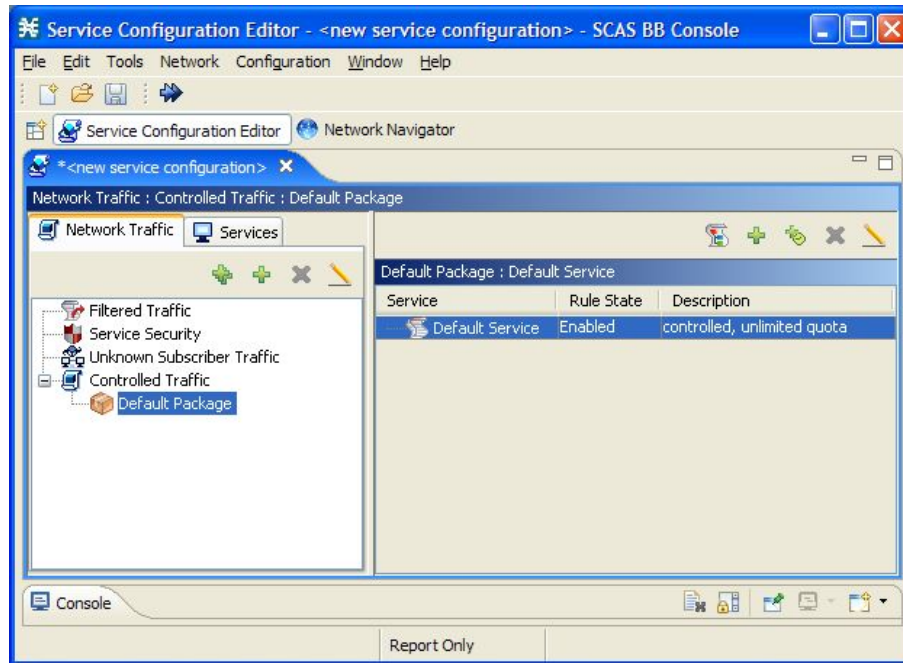 Service Configuration Editor - <new service configuration> - SCAS BB Console
File Edit Tools Network Configuration Window Help
Service Configuration Editor Network Navigator
*<new service configuration>
Network Traffic : Controlled Traffic : Default Package
Network Traffic Services
Default Package : Default Service
Service Rule State Description
Default Service Enabled controlled, unlimited quota
Filtered Traffic
Service Security
Unknown Subscriber Traffic
Controlled Traffic
Default Package
Console
Report Only